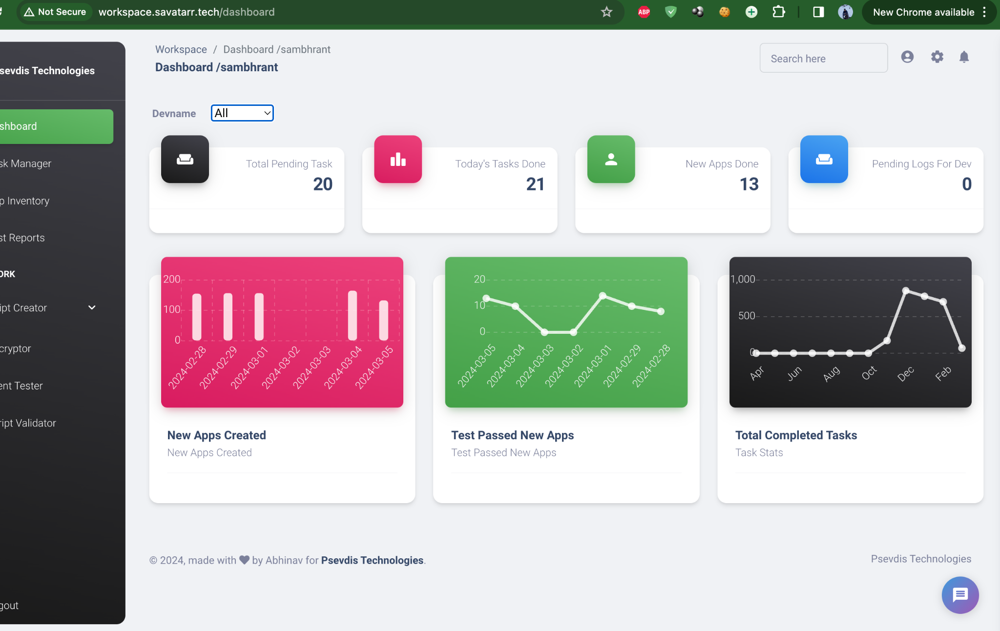 Not Secure workspace.savatarr.tech/dashboard ABP New Chrome available
sevdis Technologies
shboard
sk Manager
p Inventory
st Reports
ORK
ipt Creator
cryptor
ent Tester
ript Validator
gout
Workspace / Dashboard /sambhrant
Dashboard /sambhrant
Search here
Devname All
Total Pending Task
20
Today's Tasks Done
21
New Apps Done
13
Pending Logs For Dev
0
200
100
0
2024-02-28 2024-02-29 2024-03-01 2024-03-02 2024-03-03 2024-03-04 2024-03-05
New Apps Created
New Apps Created
20
10
0
2024-03-05 2024-03-04 2024-03-03 2024-03-02 2024-03-01 2024-02-29 2024-02-28
Test Passed New Apps
Test Passed New Apps
1,000
500
0
Apr Jun Aug Oct Dec Feb
Total Completed Tasks
Task Stats
© 2024, made with ♥ by Abhinav for Psevdis Technologies.
Psevdis Technologies